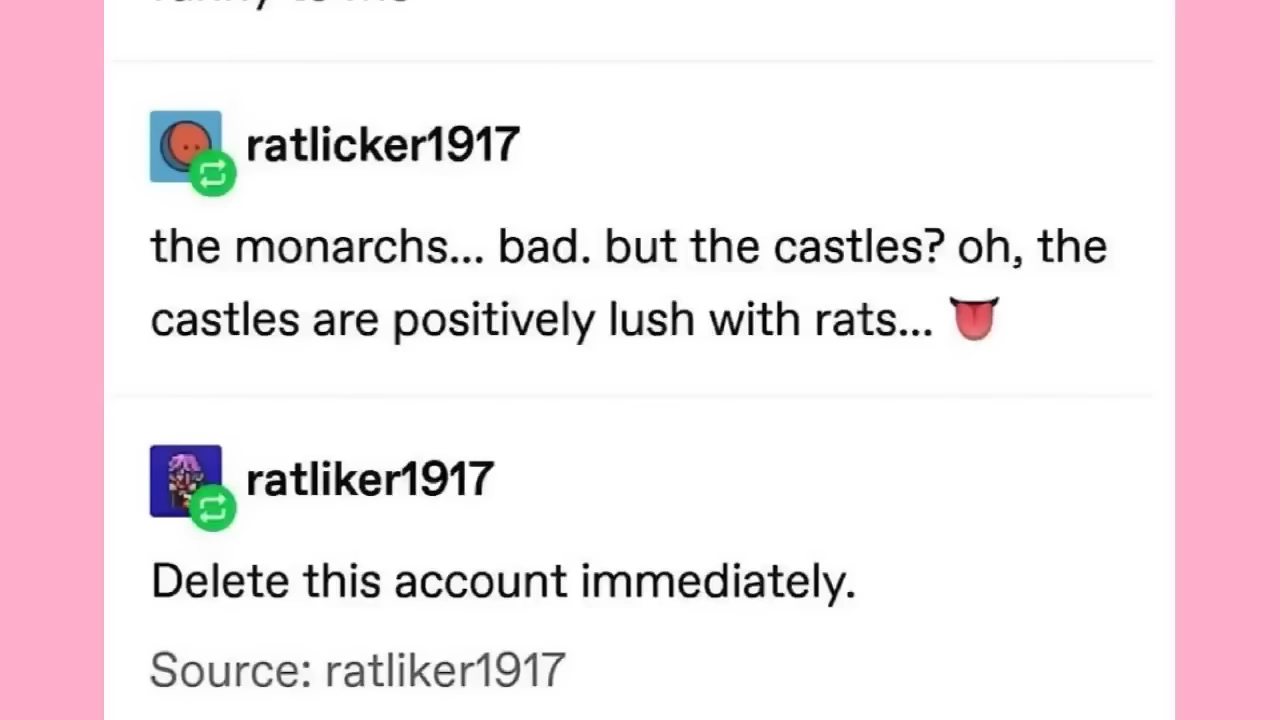 ratlicker1917
the monarchs... bad. but the castles? oh, the
castles are positively lush with rats... 👅
ratliker1917
Delete this account immediately.
Source: ratliker1917